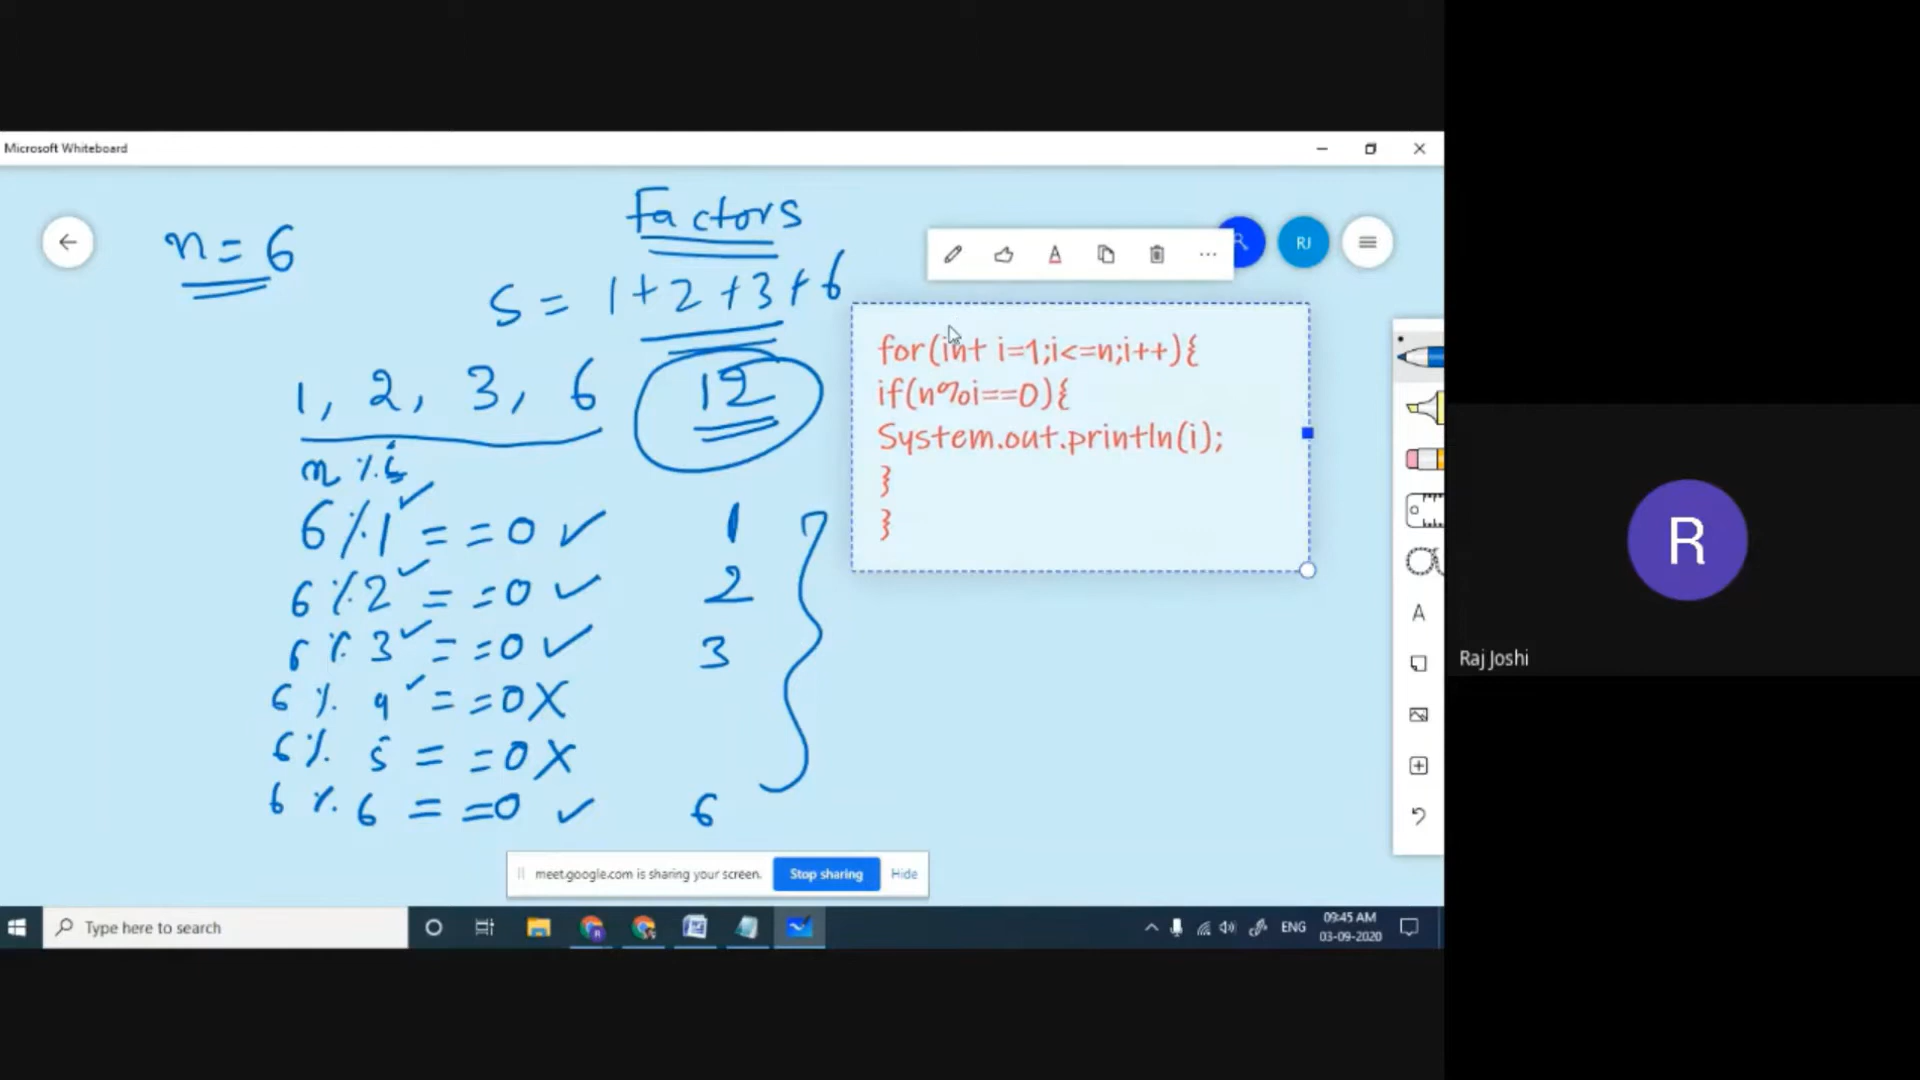 Microsoft Whiteboard
n = 6
Factors
S = 1+2+3+6
1, 2, 3, 6
12
n % i
6 % 1 == 0 ✓ 1
6 % 2 == 0 ✓ 2
6 % 3 == 0 ✓ 3
6 % 4 == 0 X
6 % 5 == 0 X
6 % 6 == 0 ✓ 6
RJ
for(int i=1;i<=n;i++){
if(n%i==0){
System.out.println(i);
}
}
meet.google.com is sharing your screen.
Stop sharing
Hide
Type here to search
ENG
09:45 AM
03-09-2020
R
Raj Joshi